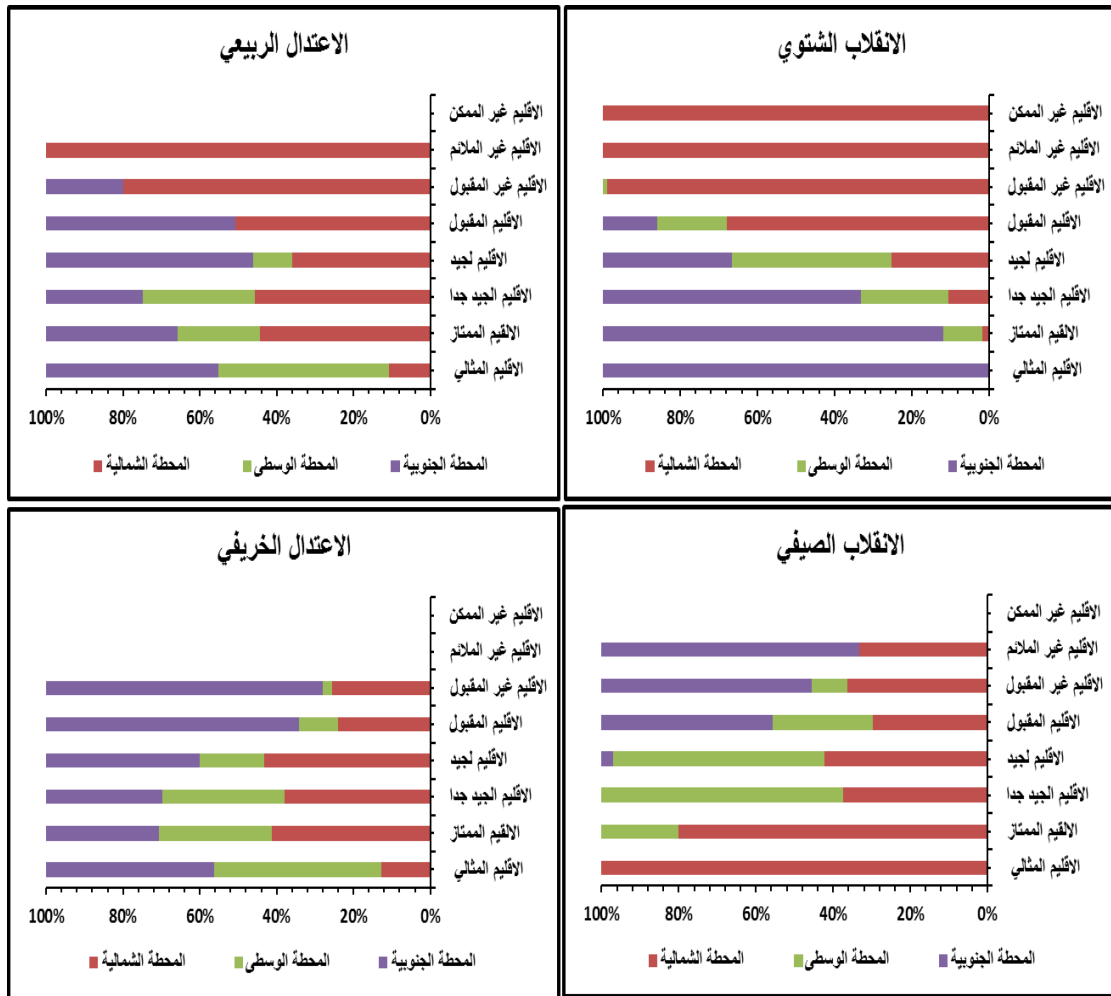 الانقلاب الشتوي
الاقليم غير الممكن
الاقليم غير الملائم
الاقليم غير المقبول
الاقليم المقبول
الاقليم لجيد
الاقليم الجيد جدا
القيم الممتاز
الاقليم المثالي
0% 20% 40% 60% 80% 100%
المحطة الشمالية المحطة الوسطى المحطة الجنوبية
الاعتدال الربيعي
الاقليم غير الممكن
الاقليم غير الملائم
الاقليم غير المقبول
الاقليم المقبول
الاقليم لجيد
الاقليم الجيد جدا
القيم الممتاز
الاقليم المثالي
0% 20% 40% 60% 80% 100%
المحطة الشمالية المحطة الوسطى المحطة الجنوبية
الانقلاب الصيفي
الاقليم غير الممكن
الاقليم غير الملائم
الاقليم غير المقبول
الاقليم المقبول
الاقليم لجيد
الاقليم الجيد جدا
القيم الممتاز
الاقليم المثالي
0% 20% 40% 60% 80% 100%
المحطة الشمالية المحطة الوسطى المحطة الجنوبية
الاعتدال الخريفي
الاقليم غير الممكن
الاقليم غير الملائم
الاقليم غير المقبول
الاقليم المقبول
الاقليم لجيد
الاقليم الجيد جدا
القيم الممتاز
الاقليم المثالي
0% 20% 40% 60% 80% 100%
المحطة الشمالية المحطة الوسطى المحطة الجنوبية